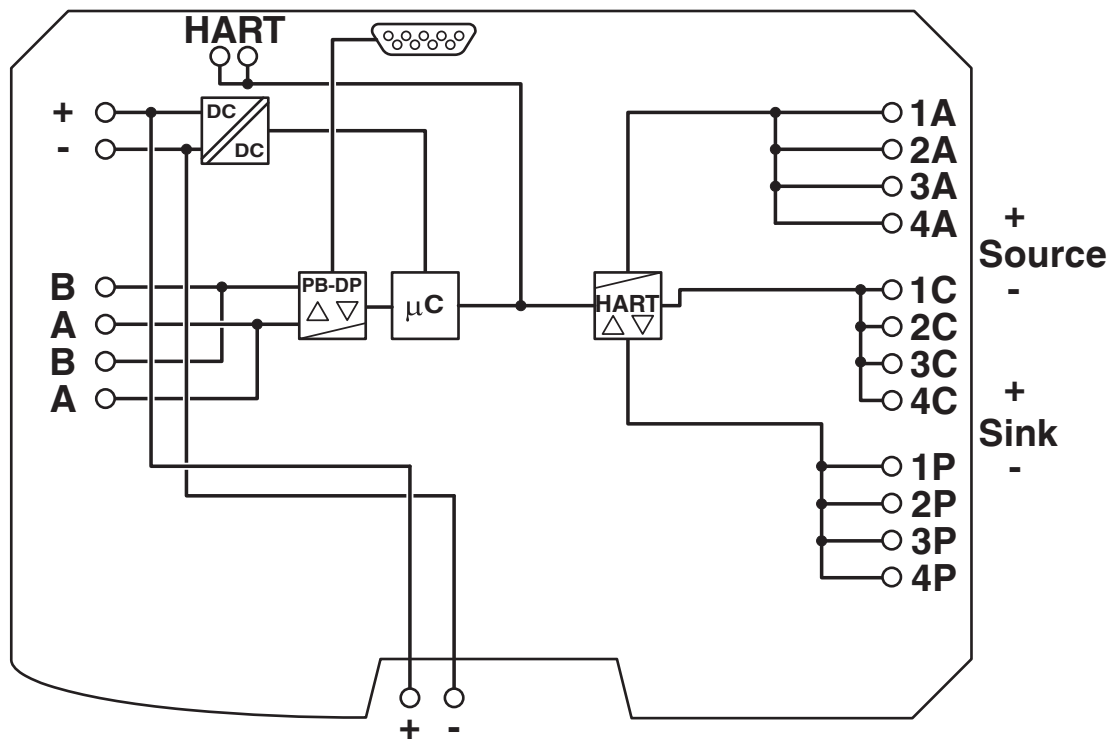 HART
+
-
DC
DC
B
A
B
A
PB-DP
μC
HART
1A
2A
3A
4A
+
Source
-
1C
2C
3C
4C
+
Sink
-
1P
2P
3P
4P
+ -